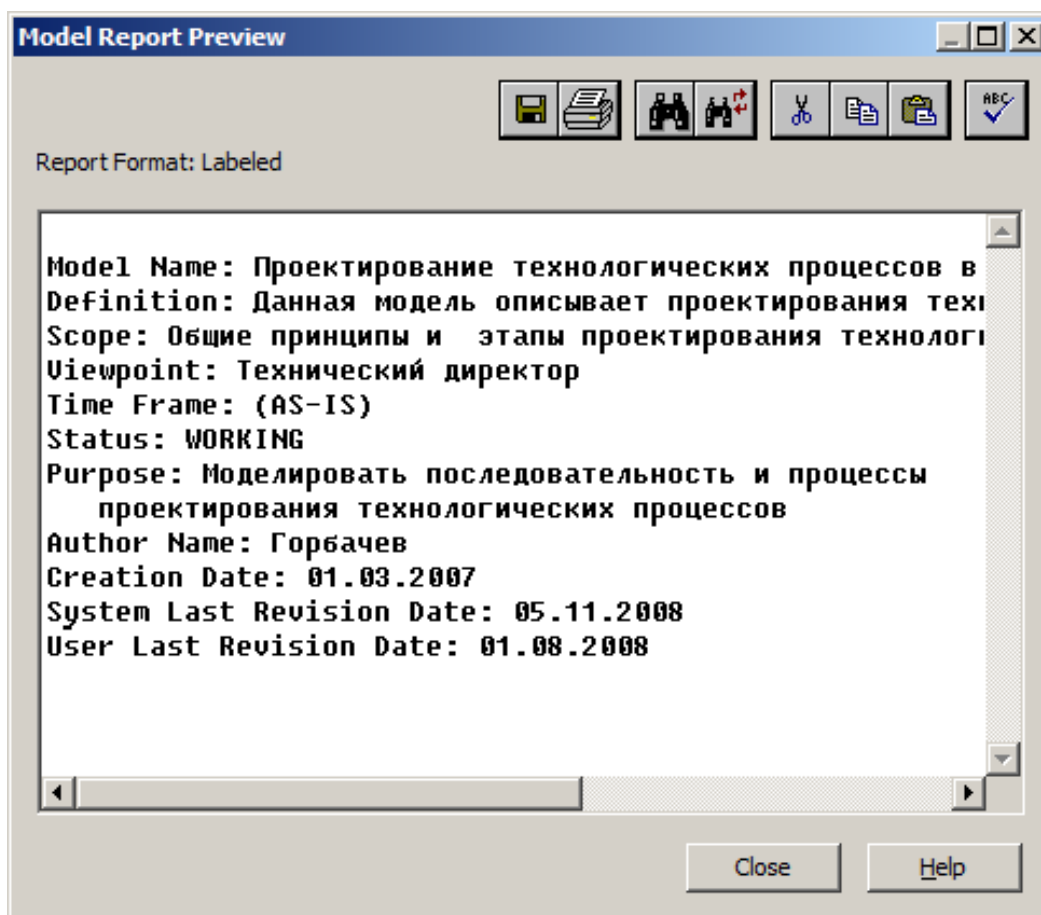 Model Report Preview
ABC
Report Format: Labeled
Model Name: Проектирование технологических процессов в
Definition: Данная модель описывает проектирования
Scope: Общие принципы и  этапы проектирования
Viewpoint: Технический директор
Time Frame: (AS-IS)
Status: WORKING
Purpose: Моделировать последовательность и процессы
проектирования технологических процессов
Author Name: Горбачев
Creation Date: 01.03.2007
System Last Revision Date: 05.11.2008
User Last Revision Date: 01.08.2008
Close
Help